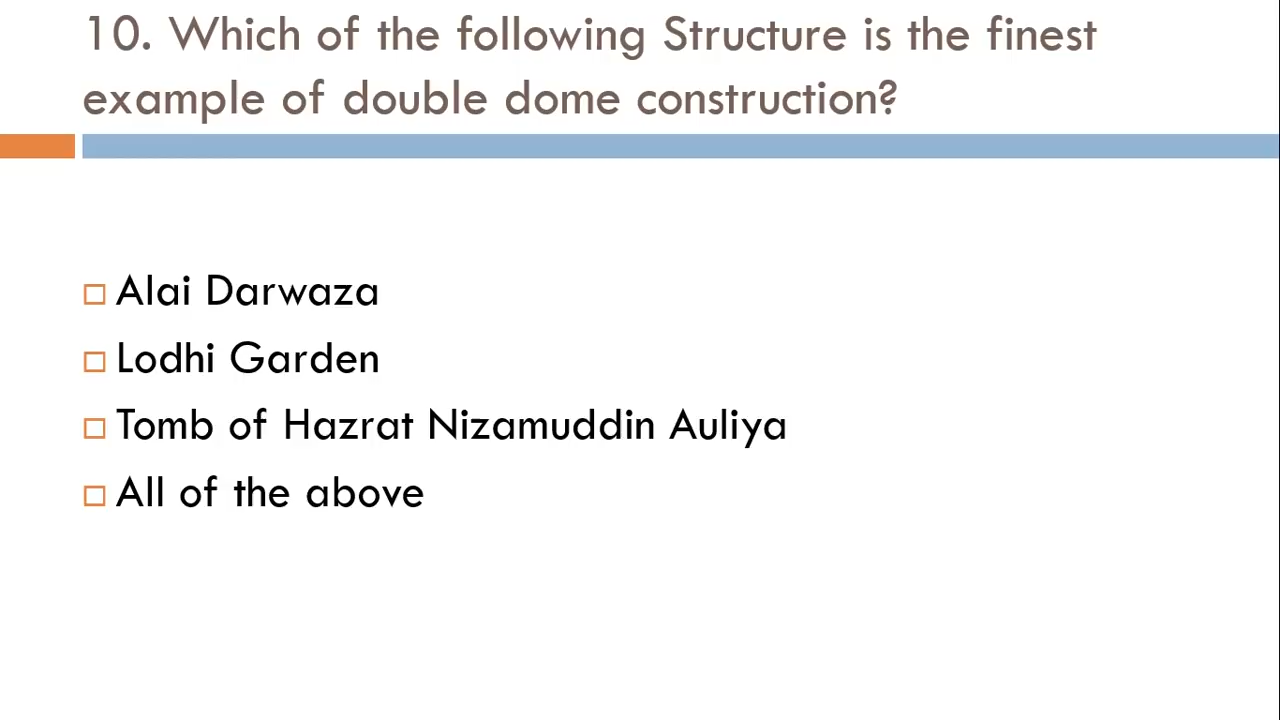 10. Which of the following Structure is the finest
example of double dome construction?
Alai Darwaza
Lodhi Garden
Tomb of Hazrat Nizamuddin Auliya
All of the above